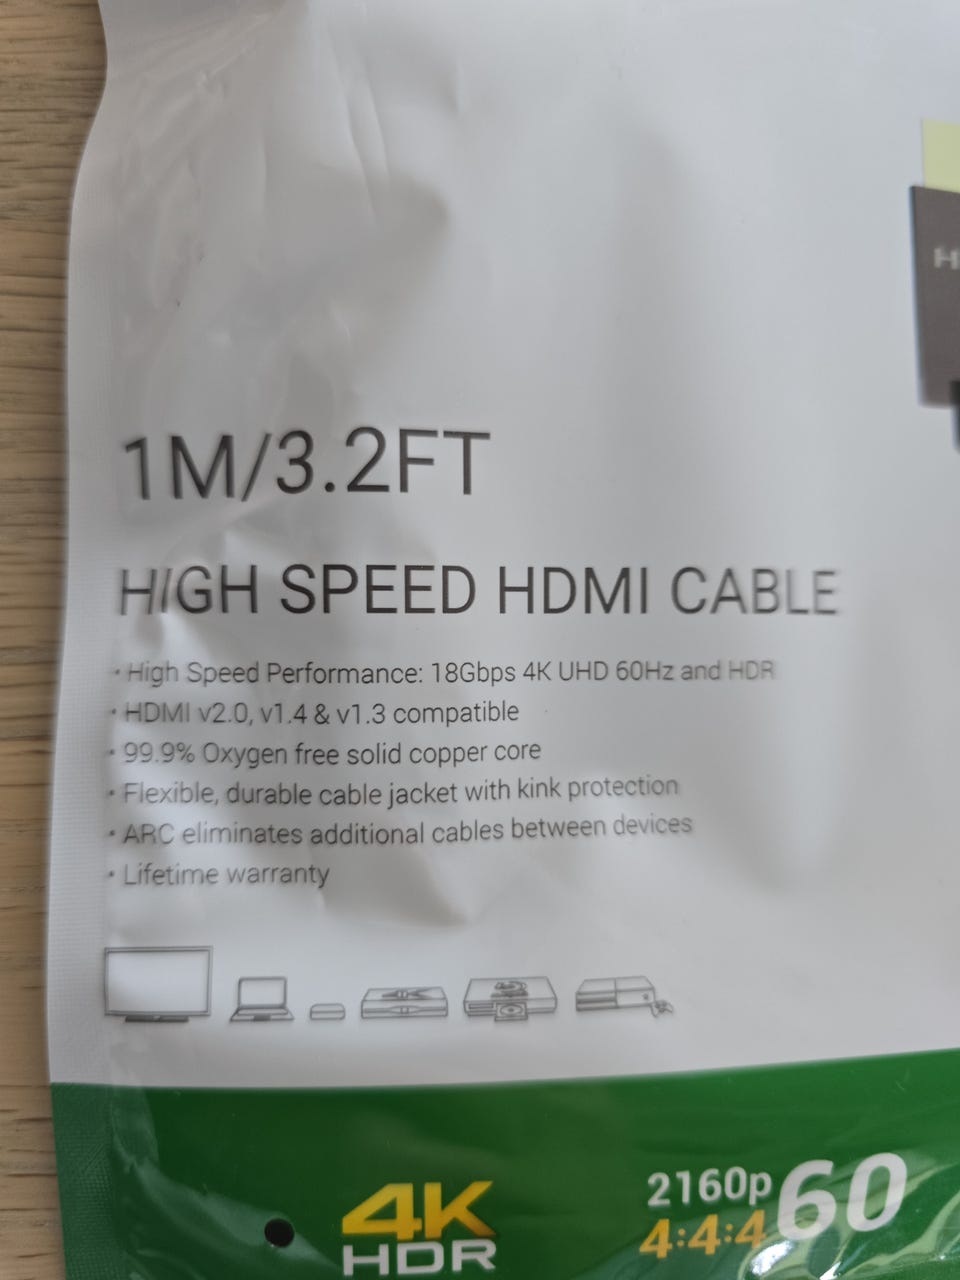 1M/3.2FT
HIGH SPEED HDMI CABLE
· High Speed Performance: 18Gbps 4K UHD 60Hz and HDR
· HDMI v2.0, v1.4 & v1.3 compatible
· 99.9% Oxygen free solid copper core
· Flexible, durable cable jacket with kink protection
· ARC eliminates additional cables between devices
· Lifetime warranty
4K
HDR
2160p 60
4:4:4